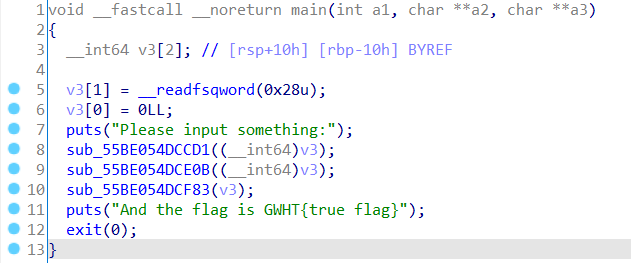 1 void __fastcall __noreturn main(int a1, char **a2, char **a3)
2 {
3 __int64 v3[2]; // [rsp+10h] [rbp-10h] BYREF
4
5 v3[1] = __readfsqword(0x28u);
6 v3[0] = 0LL;
7 puts("Please input something:");
8 sub_55BE054DCCD1((__int64)v3);
9 sub_55BE054DCE0B((__int64)v3);
10 sub_55BE054DCF83(v3);
11 puts("And the flag is GWHT{true flag}");
12 exit(0);
13 }